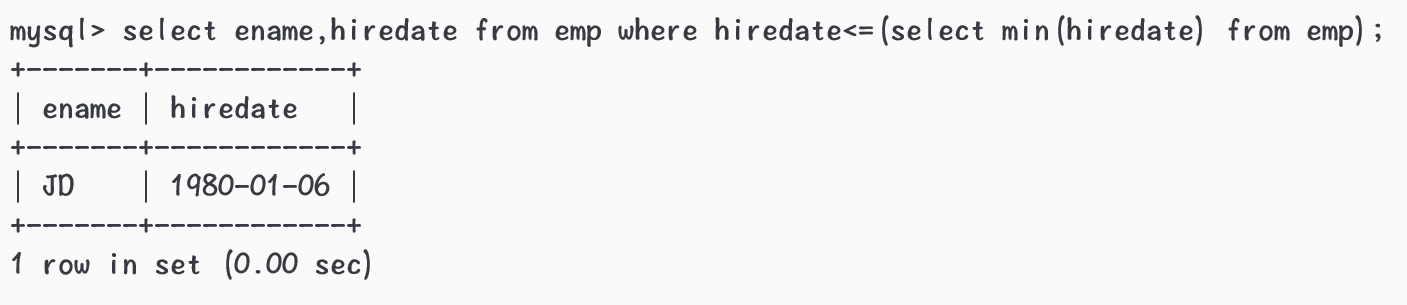 mysql> select ename,hiredate from emp where hiredate<=(select min(hiredate) from emp);
+-------+------------+
| ename | hiredate   |
+-------+------------+
| JD    | 1980-01-06 |
+-------+------------+
1 row in set (0.00 sec)